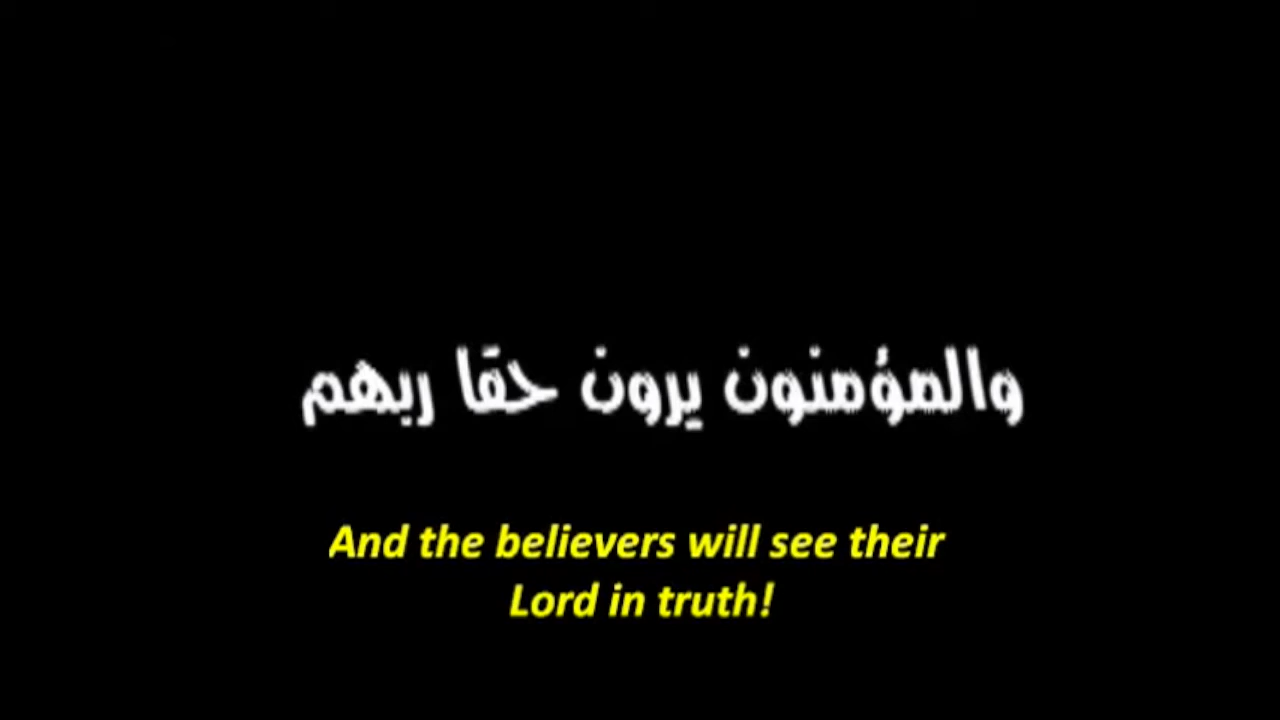 والمؤمنون يرون حقا ربهم
And the believers will see their
Lord in truth!